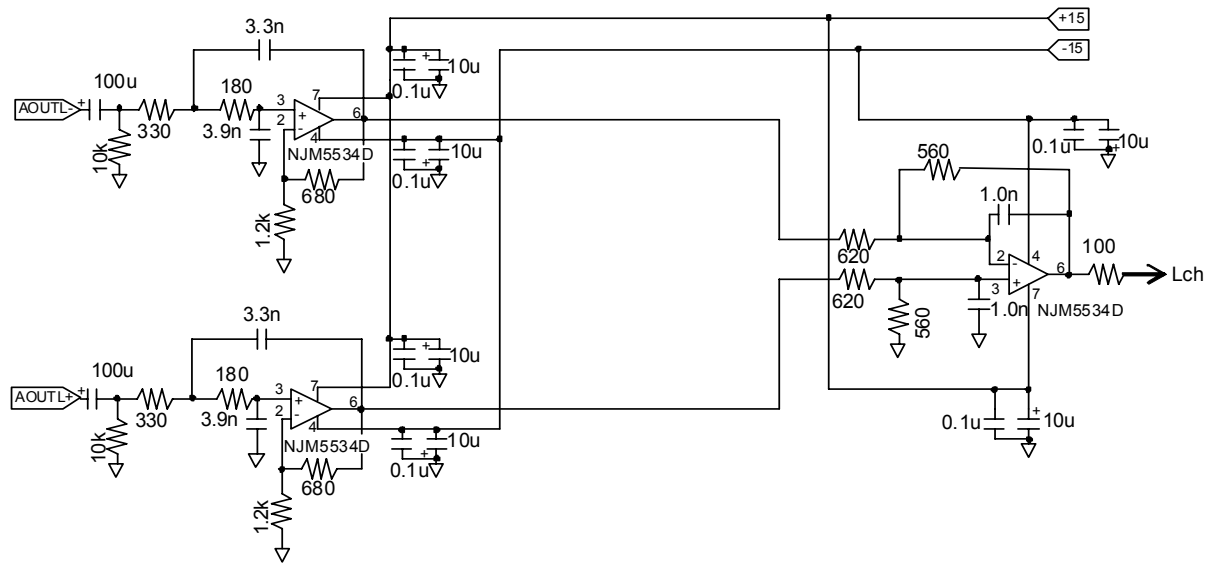 3.3n
+15
-15
100u
180
+
10u
0.1u
AOUTL-
+
330
3.9n
3
+
7
2
-
4
6
NJM5534D
10k
680
1.2k
0.1u
+
10u
0.1u
10u
+
560
1.0n
620
620
2
-
4
3
+
7
6
100
Lch
1.0n
NJM5534D
560
3.3n
100u
180
+
10u
0.1u
AOUTL+
+
330
3.9n
3
+
7
2
-
4
6
NJM5534D
10k
680
1.2k
0.1u
+
10u
0.1u
+
10u